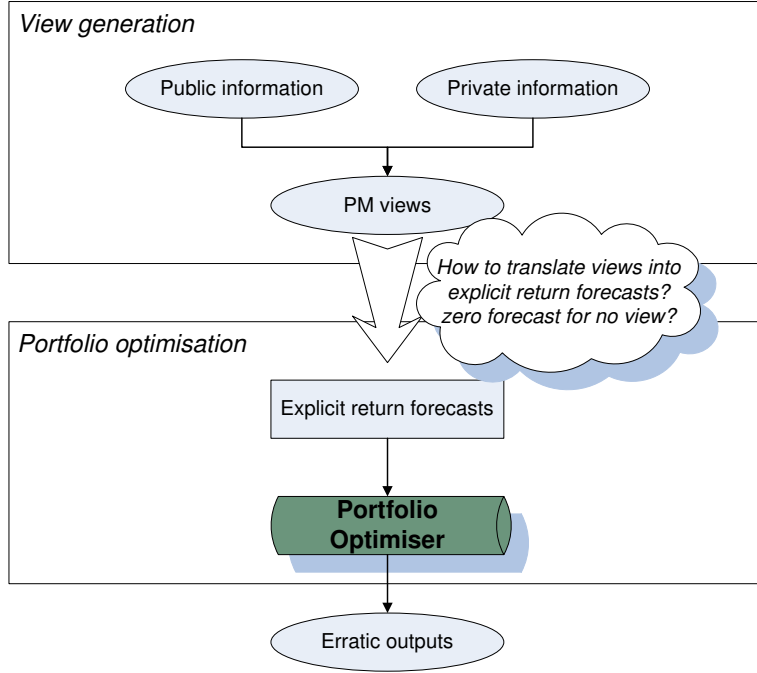 View generation
Public information
Private information
PM views
How to translate views into
explicit return forecasts?
zero forecast for no view?
Portfolio optimisation
Explicit return forecasts
Portfolio
Optimiser
Erratic outputs